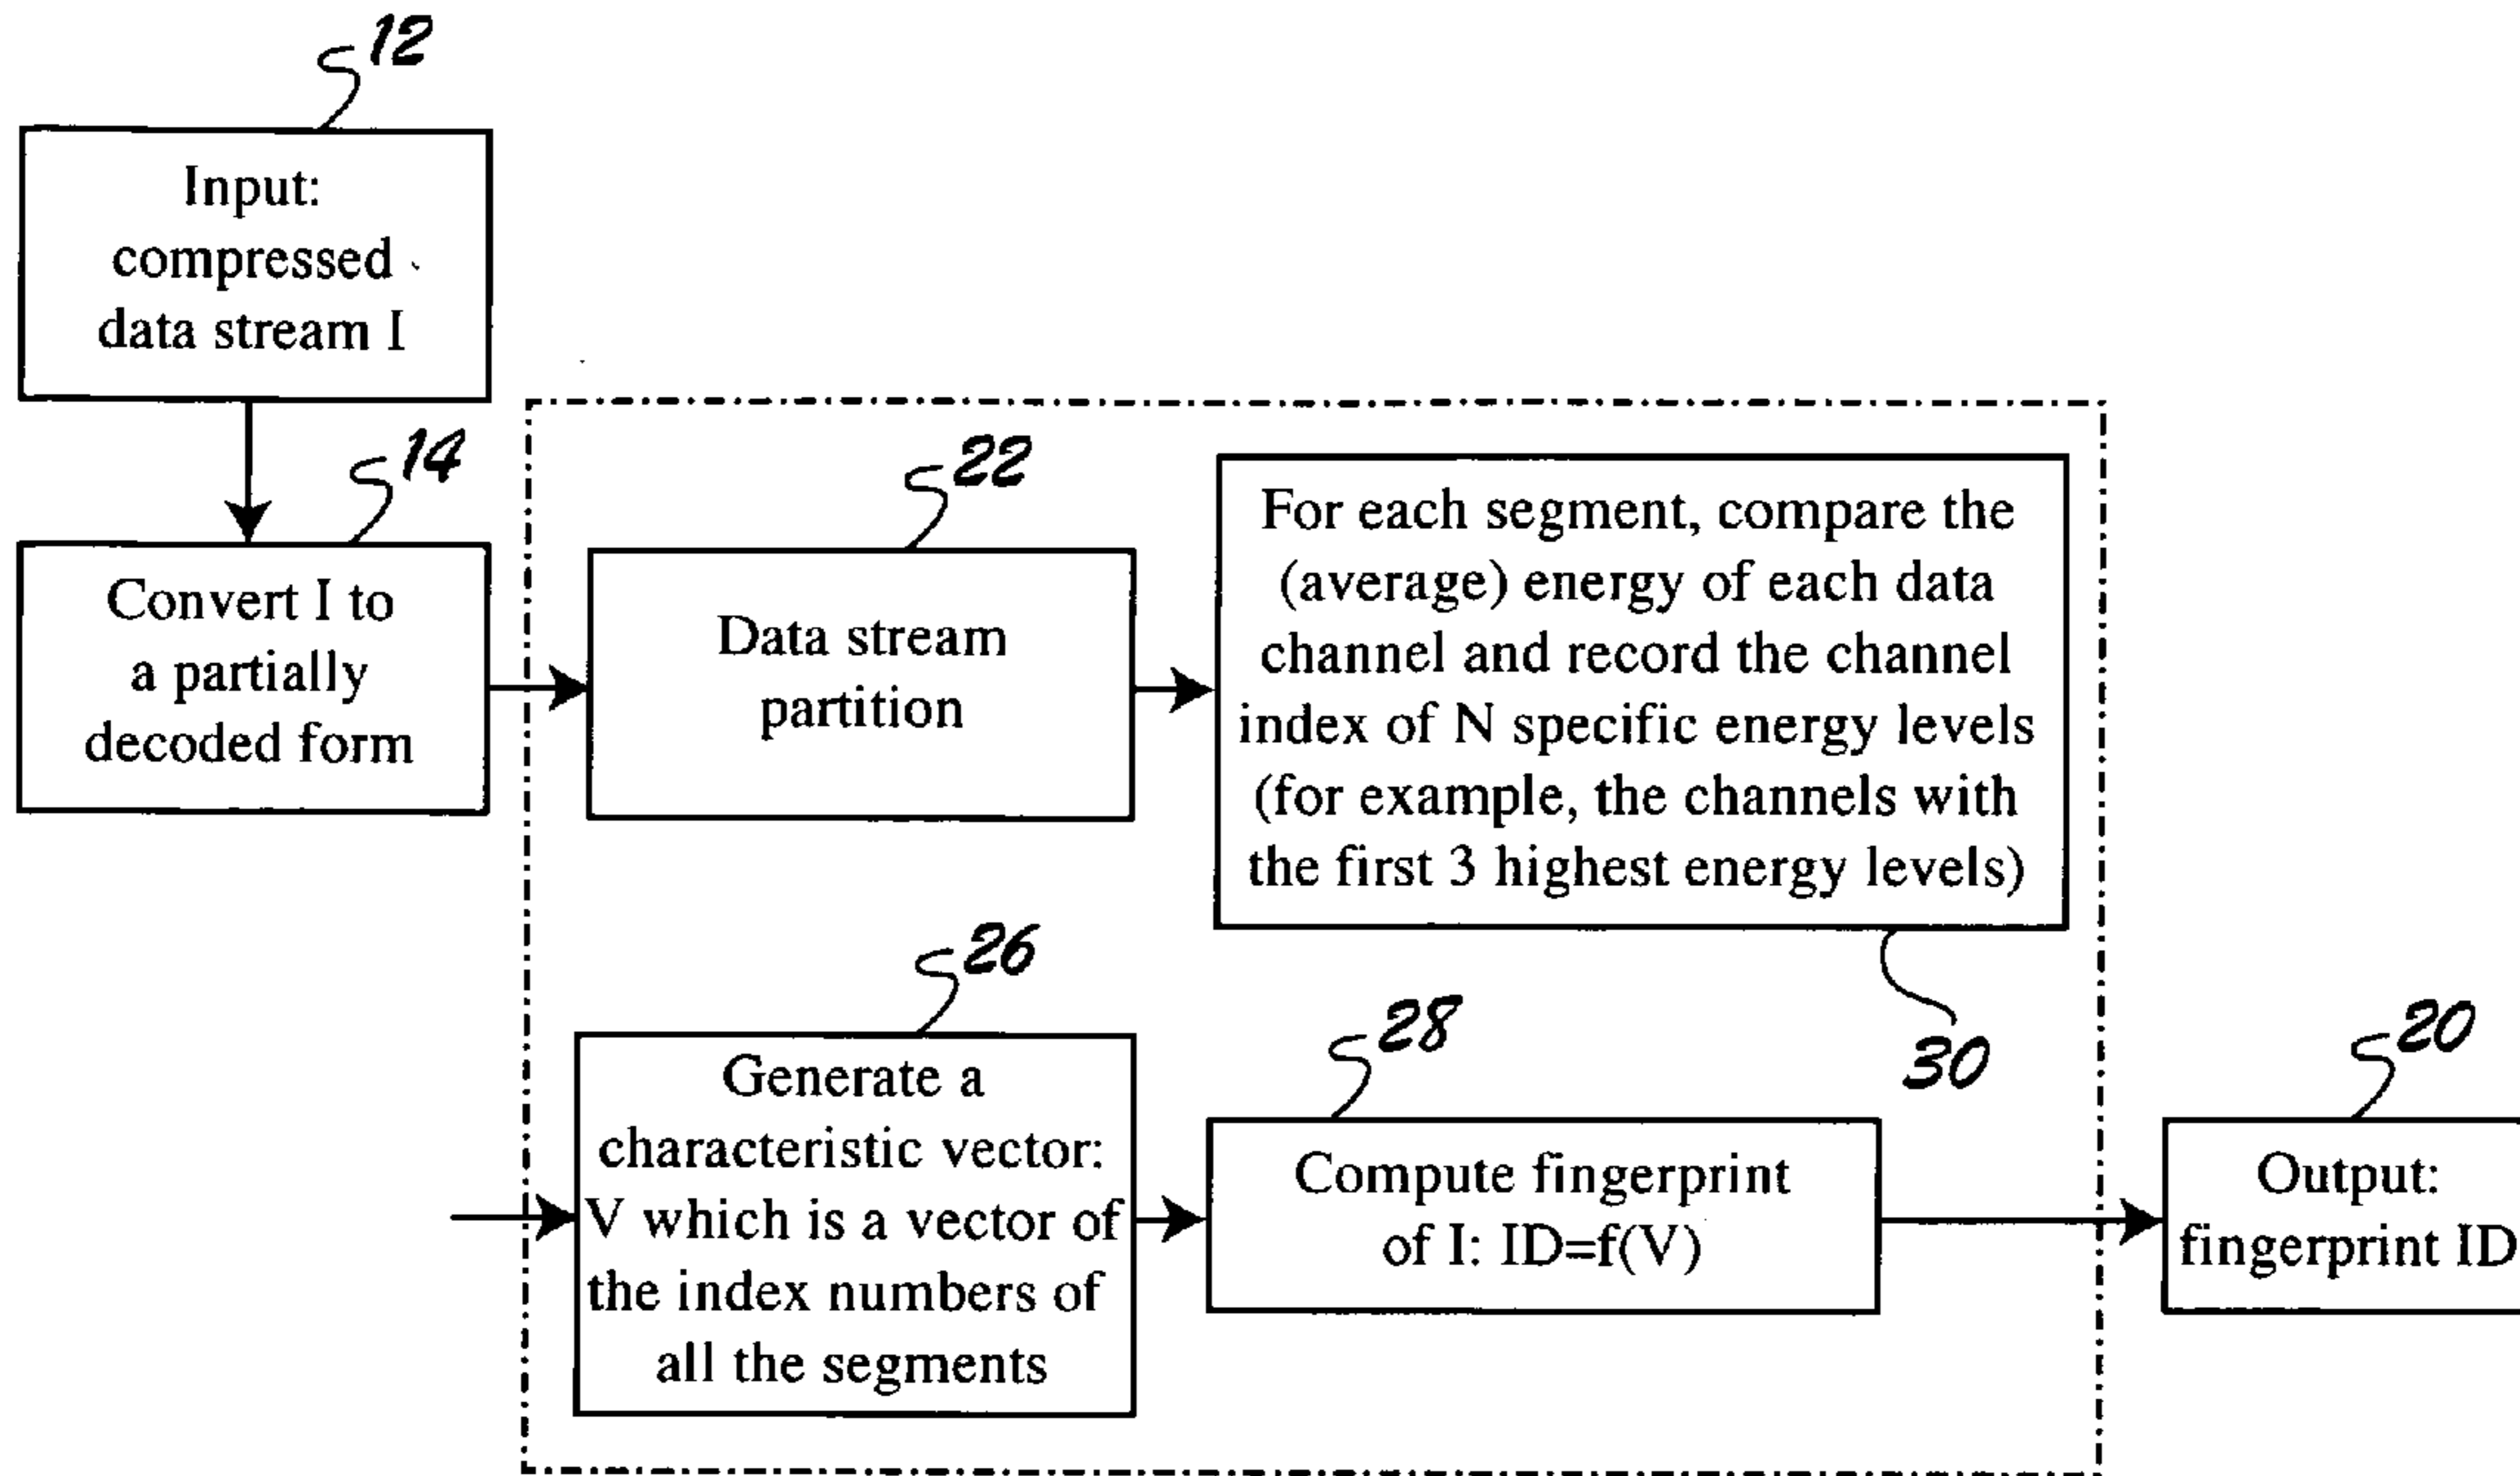 12
Input:
compressed
data stream I
14
Convert I to
a partially
decoded form
22
Data stream
partition
For each segment, compare the
(average) energy of each data
channel and record the channel
index of N specific energy levels
(for example, the channels with
the first 3 highest energy levels)
30
26
Generate a
characteristic vector:
V which is a vector of
the index numbers of
all the segments
28
Compute fingerprint
of I: ID=f(V)
20
Output:
fingerprint ID